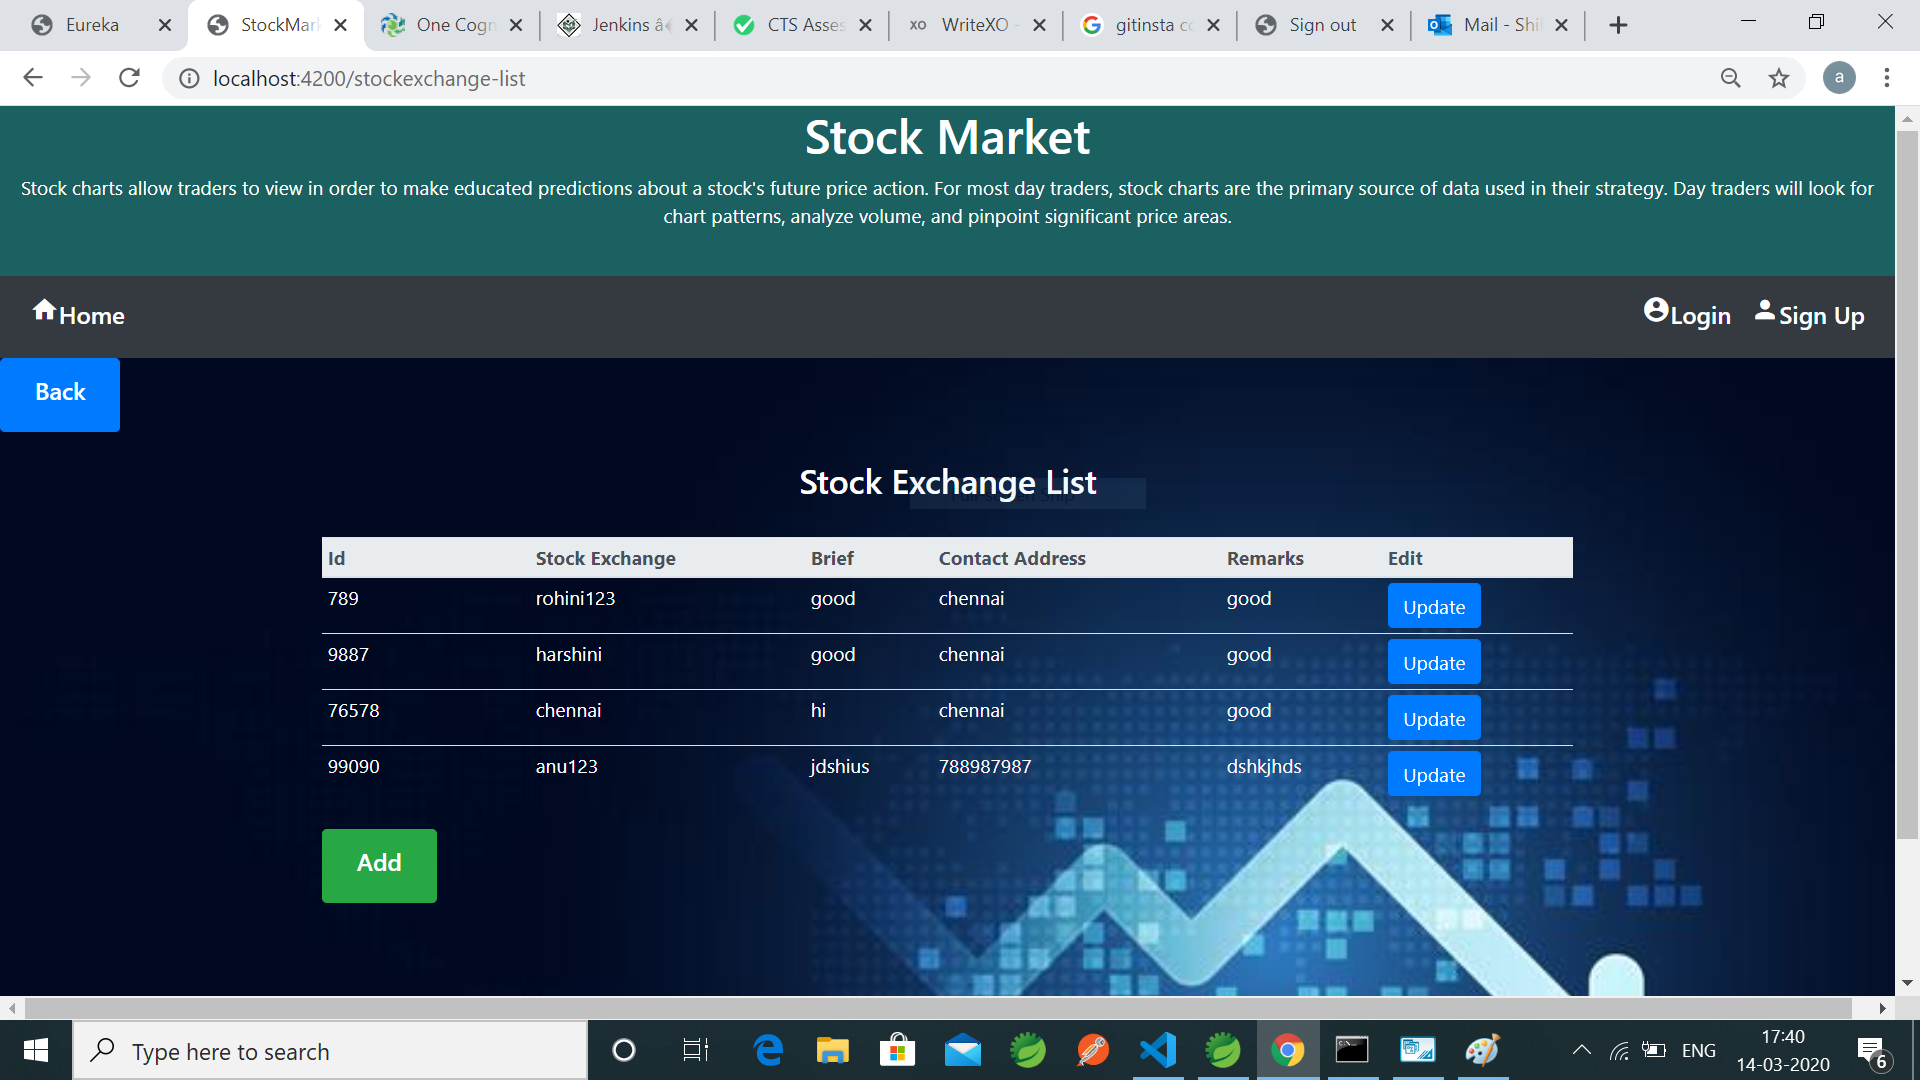 Eureka
StockMark
One Cogn
Jenkins â
CTS Asses
WriteXO -
gitinsta co
Sign out
Mail - Shil
localhost:4200/stockexchange-list
a
Stock Market
Stock charts allow traders to view in order to make educated predictions about a stock's future price action. For most day traders, stock charts are the primary source of data used in their strategy. Day traders will look for
chart patterns, analyze volume, and pinpoint significant price areas.
Home
Login
Sign Up
Back
Stock Exchange List
Id Stock Exchange Brief Contact Address Remarks Edit
789 rohini123 good chennai good Update
9887 harshini good chennai good Update
76578 chennai hi chennai good Update
99090 anu123 jdshius 788987987 dshkjhds Update
Add
Type here to search
ENG
17:40
14-03-2020
6